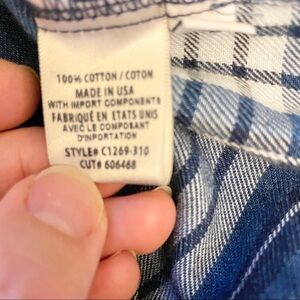 100% COTTON / COTON
MADE IN USA
WITH IMPORT COMPONENTS
FABRIQUÉ EN ETATS UNIS
AVEC LE COMPOSANT
D'INPORTATION
STYLE# C1269-310
CUT# 606468